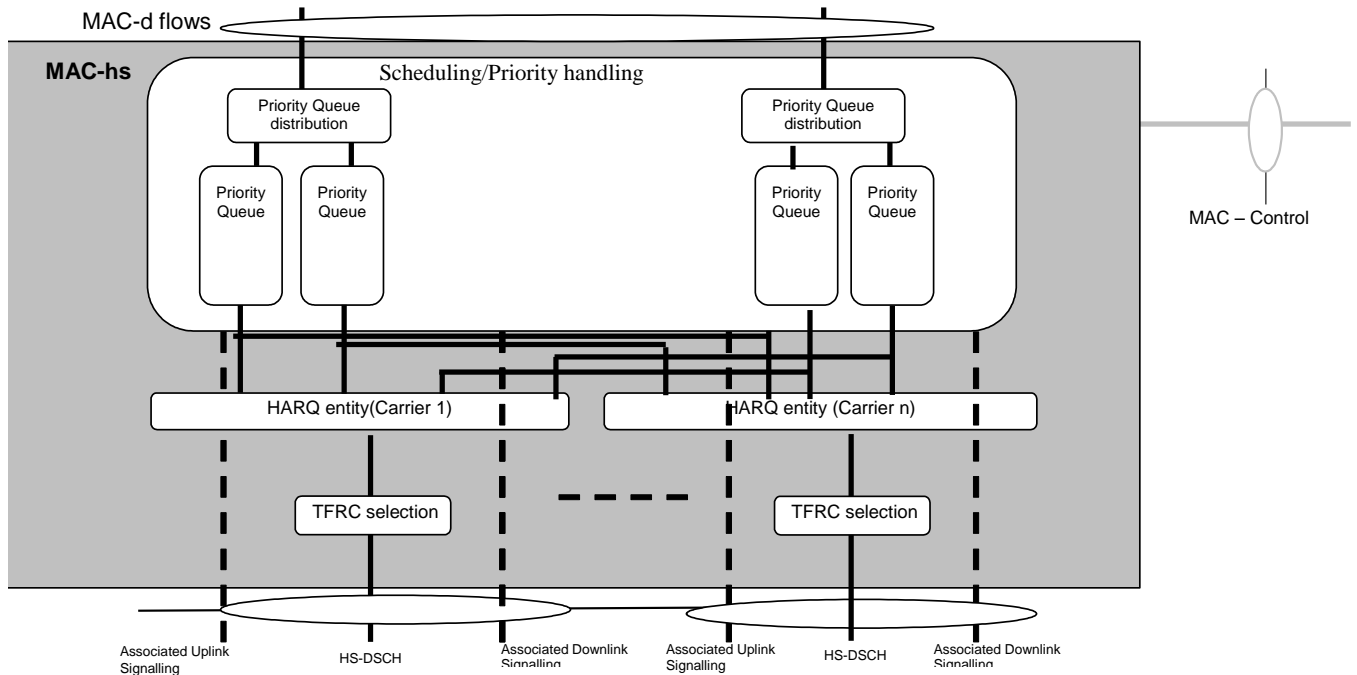 MAC-d flows
MAC-hs
Scheduling/Priority handling
Priority Queue
distribution
Priority Queue
distribution
Priority
Queue
Priority
Queue
Priority
Queue
Priority
Queue
MAC – Control
HARQ entity(Carrier 1)
HARQ entity (Carrier n)
TFRC selection
TFRC selection
Associated Uplink
Signalling
HS-DSCH
Associated Downlink
Signalling
Associated Uplink
Signalling
HS-DSCH
Associated Downlink
Signalling